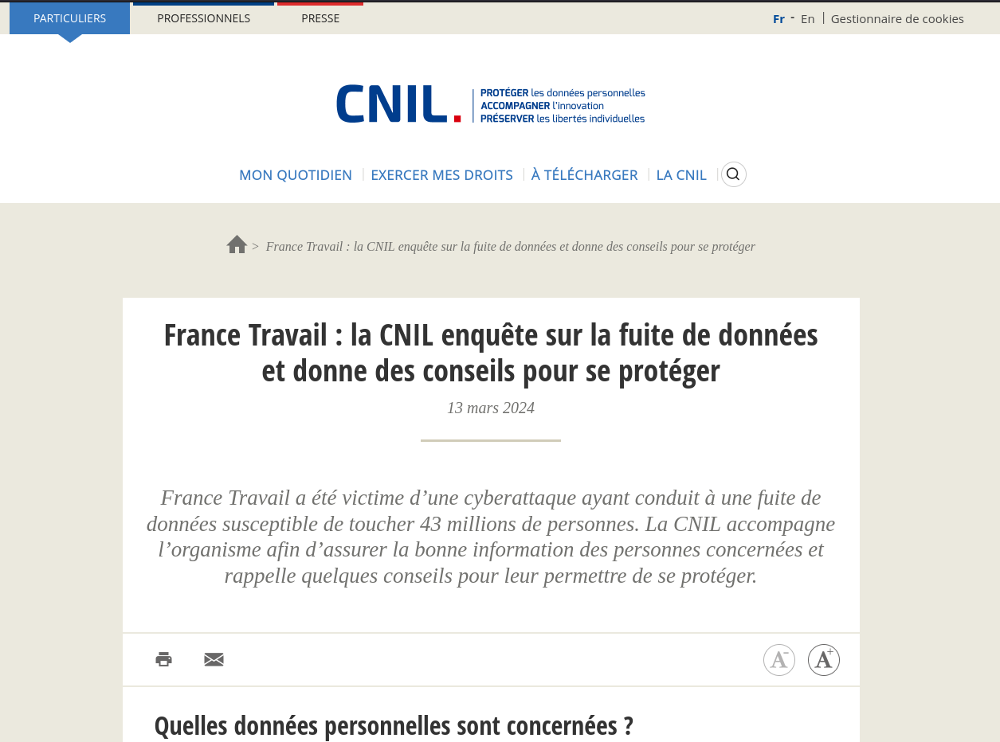 PARTICULIERS PROFESSIONNELS PRESSE Fr - En | Gestionnaire de cookies
CNIL. PROTÉGER les données personnelles
ACCOMPAGNER l'innovation
PRÉSERVER les libertés individuelles
MON QUOTIDIEN | EXERCER MES DROITS | À TÉLÉCHARGER | LA CNIL |
> France Travail : la CNIL enquête sur la fuite de données et donne des conseils pour se protéger
France Travail : la CNIL enquête sur la fuite de données
et donne des conseils pour se protéger
13 mars 2024
France Travail a été victime d’une cyberattaque ayant conduit à une fuite de
données susceptible de toucher 43 millions de personnes. La CNIL accompagne
l’organisme afin d’assurer la bonne information des personnes concernées et
rappelle quelques conseils pour leur permettre de se protéger.
A- A+
Quelles données personnelles sont concernées ?